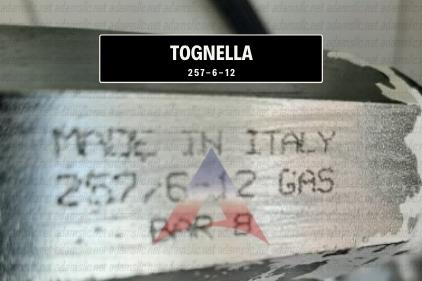 TOGNELLA
257-6-12
MADE IN ITALY
257/6-12 GAS
BAR 8